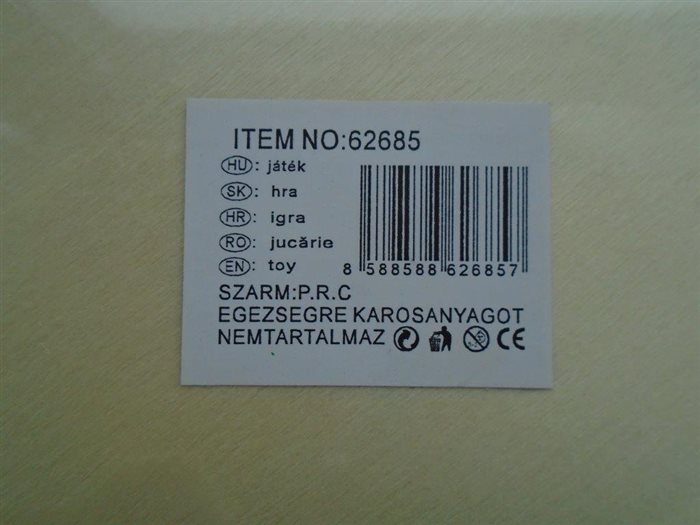 ITEM NO:62685
HU: játék
SK: hra
HR: igra
RO: jucărie
EN: toy
8 588588 626857
SZARM:P.R.C
EGEZSEGRE KAROSANYAGOT
NEMTARTALMAZ CE